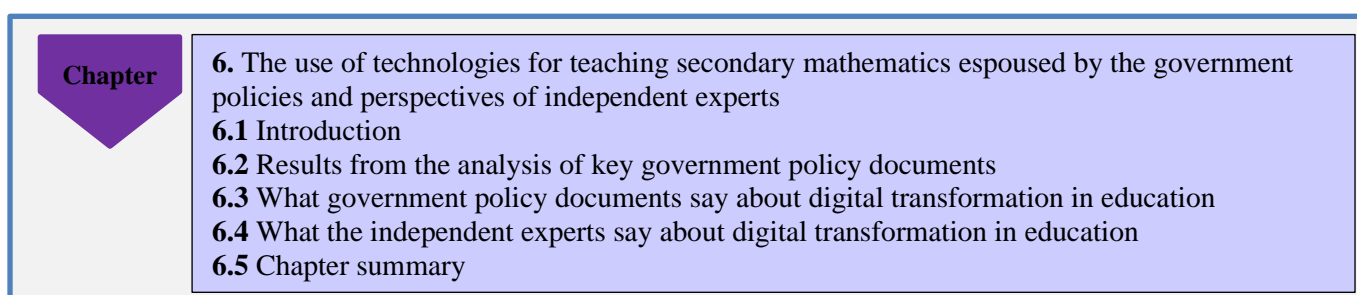 Chapter
6. The use of technologies for teaching secondary mathematics espoused by the government
policies and perspectives of independent experts
6.1 Introduction
6.2 Results from the analysis of key government policy documents
6.3 What government policy documents say about digital transformation in education
6.4 What the independent experts say about digital transformation in education
6.5 Chapter summary